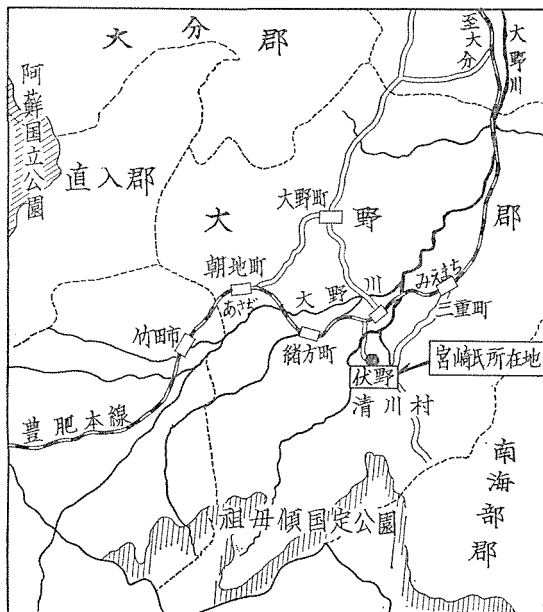 大分郡
至大分
大野川
阿蘇国立公園
直入郡
大野町
大野郡
朝地町
あさぢ
大野川
みえまち
三重町
竹田市
緒方町
伏野
宮崎氏所在地
清川村
豊肥本線
南海部郡
祖母傾国定公園